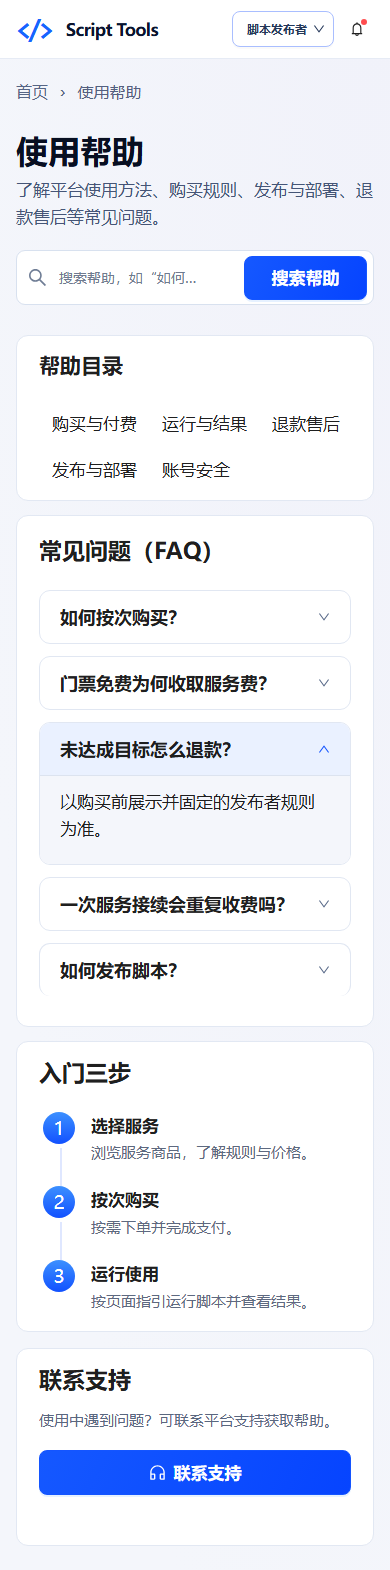 </> Script Tools
脚本发布者
首页 › 使用帮助
使用帮助
了解平台使用方法、购买规则、发布与部署、退
款售后等常见问题。
搜索帮助，如“如何...
搜索帮助
帮助目录
购买与付费 运行与结果 退款售后
发布与部署 账号安全
常见问题（FAQ）
如何按次购买？
门票免费为何收取服务费？
未达成目标怎么退款？
以购买前展示并固定的发布者规则
为准。
一次服务接续会重复收费吗？
如何发布脚本？
入门三步
1 选择服务
浏览服务商品，了解规则与价格。
2 按次购买
按需下单并完成支付。
3 运行使用
按页面指引运行脚本并查看结果。
联系支持
使用中遇到问题？可联系平台支持获取帮助。
联系支持